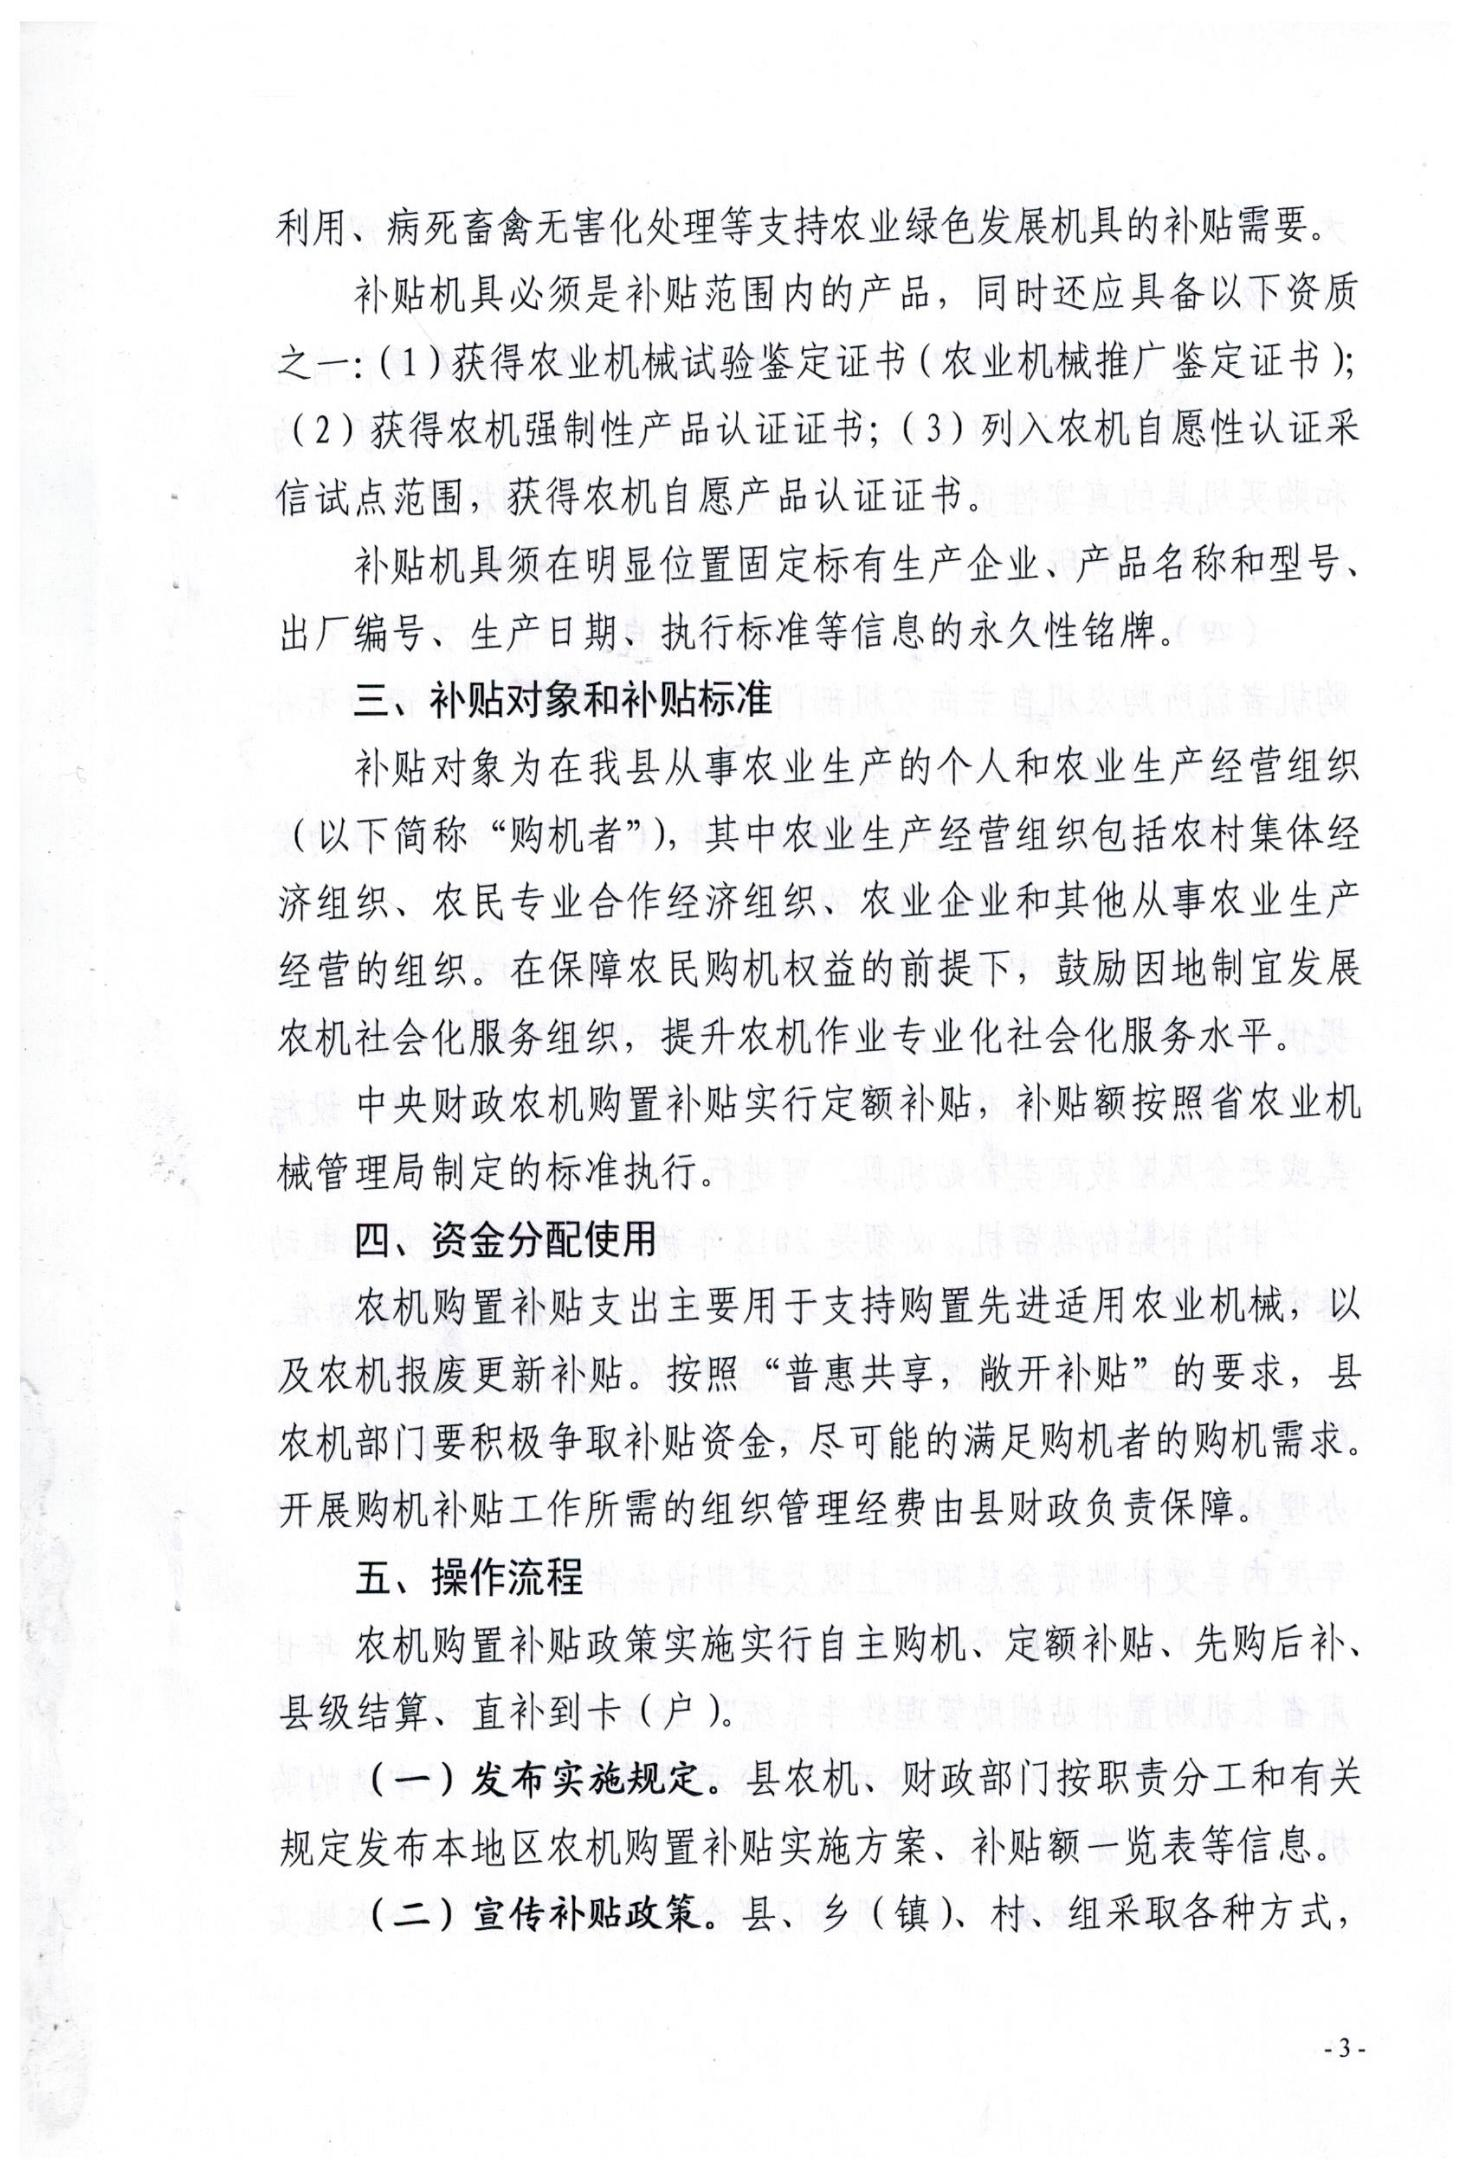 利用、病死畜禽无害化处理等支持农业绿色发展机具的补贴需要。
补贴机具必须是补贴范围内的产品，同时还应具备以下资质
之一：（1）获得农业机械试验鉴定证书（农业机械推广鉴定证书）；
（2）获得农机强制性产品认证证书；（3）列入农机自愿性认证采
信试点范围，获得农机自愿产品认证证书。
补贴机具须在明显位置固定标有生产企业、产品名称和型号、
出厂编号、生产日期、执行标准等信息的永久性铭牌。
三、补贴对象和补贴标准
补贴对象为在我县从事农业生产的个人和农业生产经营组织
（以下简称“购机者”），其中农业生产经营组织包括农村集体经
济组织、农民专业合作经济组织、农业企业和其他从事农业生产
经营的组织。在保障农民购机权益的前提下，鼓励因地制宜发展
农机社会化服务组织，提升农机作业专业化社会化服务水平。
中央财政农机购置补贴实行定额补贴，补贴额按照省农业机
械管理局制定的标准执行。
四、资金分配使用
农机购置补贴支出主要用于支持购置先进适用农业机械，以
及农机报废更新补贴。按照“普惠共享，敞开补贴”的要求，县
农机部门要积极争取补贴资金，尽可能的满足购机者的购机需求。
开展购机补贴工作所需的组织管理经费由县财政负责保障。
五、操作流程
农机购置补贴政策实施实行自主购机、定额补贴、先购后补、
县级结算、直补到卡（户）。
（一）发布实施规定。县农机、财政部门按职责分工和有关
规定发布本地区农机购置补贴实施方案、补贴额一览表等信息。
（二）宣传补贴政策。县、乡（镇）、村、组采取各种方式，
- 3 -